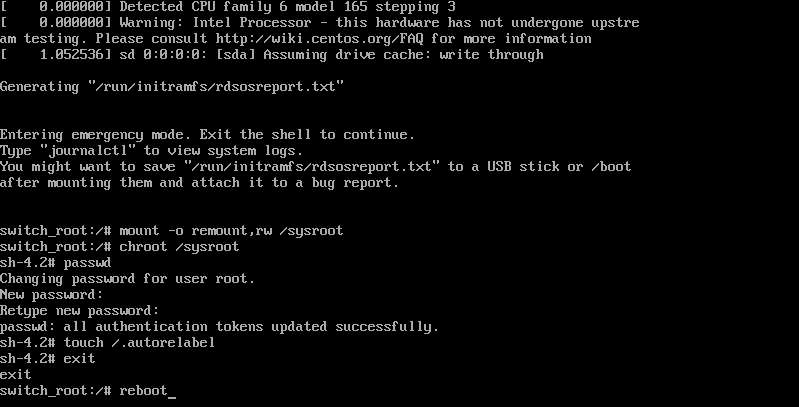 [    0.000000] Detected CPU family 6 model 165 stepping 3
[    0.000000] Warning: Intel Processor - this hardware has not undergone upstre
am testing. Please consult http://wiki.centos.org/FAQ for more information
[    1.052536] sd 0:0:0:0: [sda] Assuming drive cache: write through
Generating "/run/initramfs/rdsosreport.txt"
Entering emergency mode. Exit the shell to continue.
Type "journalctl" to view system logs.
You might want to save "/run/initramfs/rdsosreport.txt" to a USB stick or /boot
after mounting them and attach it to a bug report.
switch_root:/# mount -o remount,rw /sysroot
switch_root:/# chroot /sysroot
sh-4.2# passwd
Changing password for user root.
New password:
Retype new password:
passwd: all authentication tokens updated successfully.
sh-4.2# touch /.autorelabel
sh-4.2# exit
exit
switch_root:/# reboot_